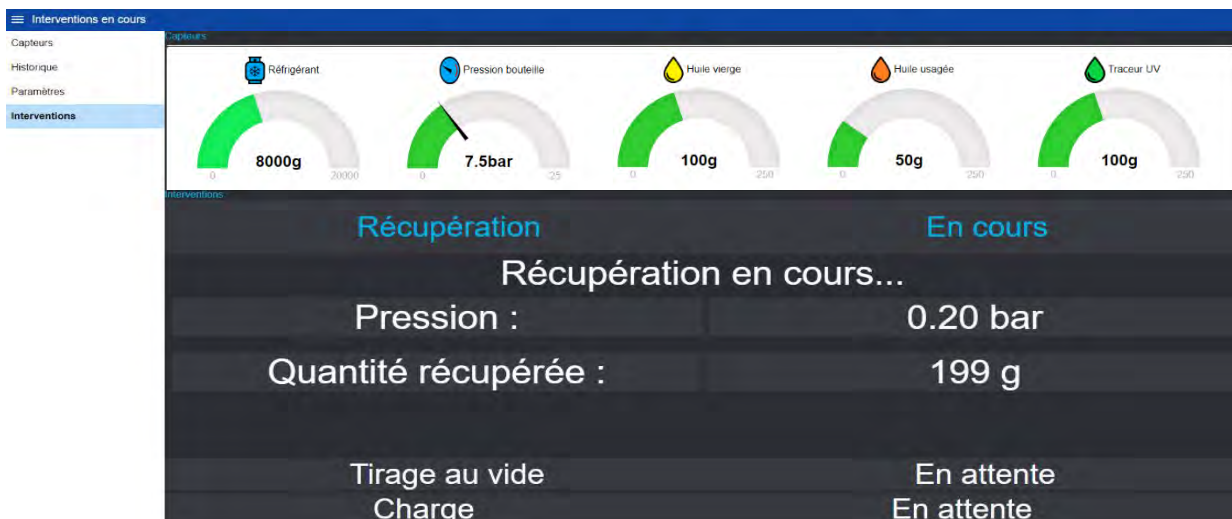 Interventions en cours
Capteurs
Historique
Paramètres
Interventions
Capteurs
Réfrigérant
Pression bouteille
Huile vierge
Huile usagée
Traceur UV
8000g
7.5bar
100g
50g
100g
0 20000
0 25
0 250
0 250
0 250
Interventions
Récupération En cours
Récupération en cours...
Pression : 0.20 bar
Quantité récupérée : 199 g
Tirage au vide En attente
Charge En attente